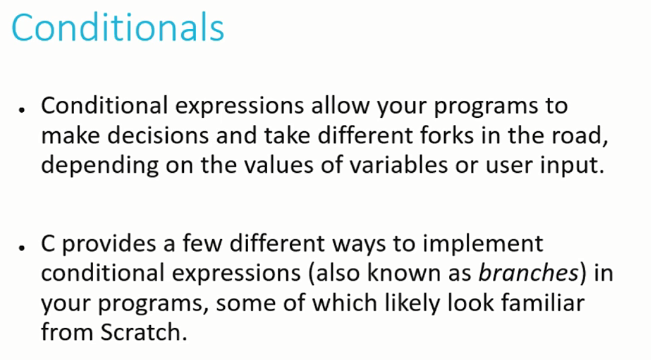 Conditionals
• Conditional expressions allow your programs to
make decisions and take different forks in the road,
depending on the values of variables or user input.
• C provides a few different ways to implement
conditional expressions (also known as branches) in
your programs, some of which likely look familiar
from Scratch.